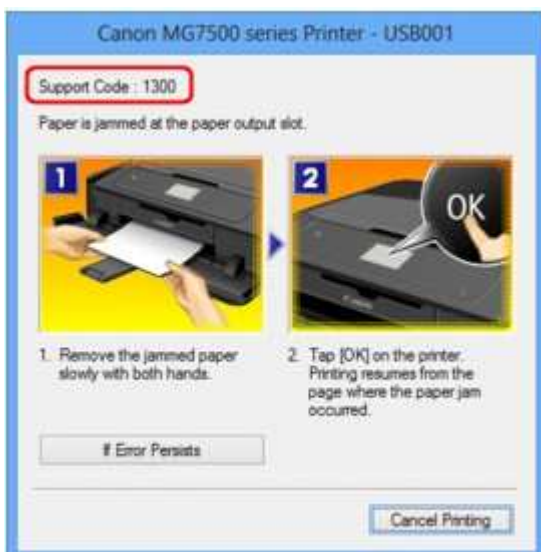 Canon MG7500 series Printer - USB001
Support Code : 1300
Paper is jammed at the paper output slot.
1
2
OK
1. Remove the jammed paper
slowly with both hands.
2. Tap [OK] on the printer.
Printing resumes from the
page where the paper jam
occurred.
If Error Persists
Cancel Printing